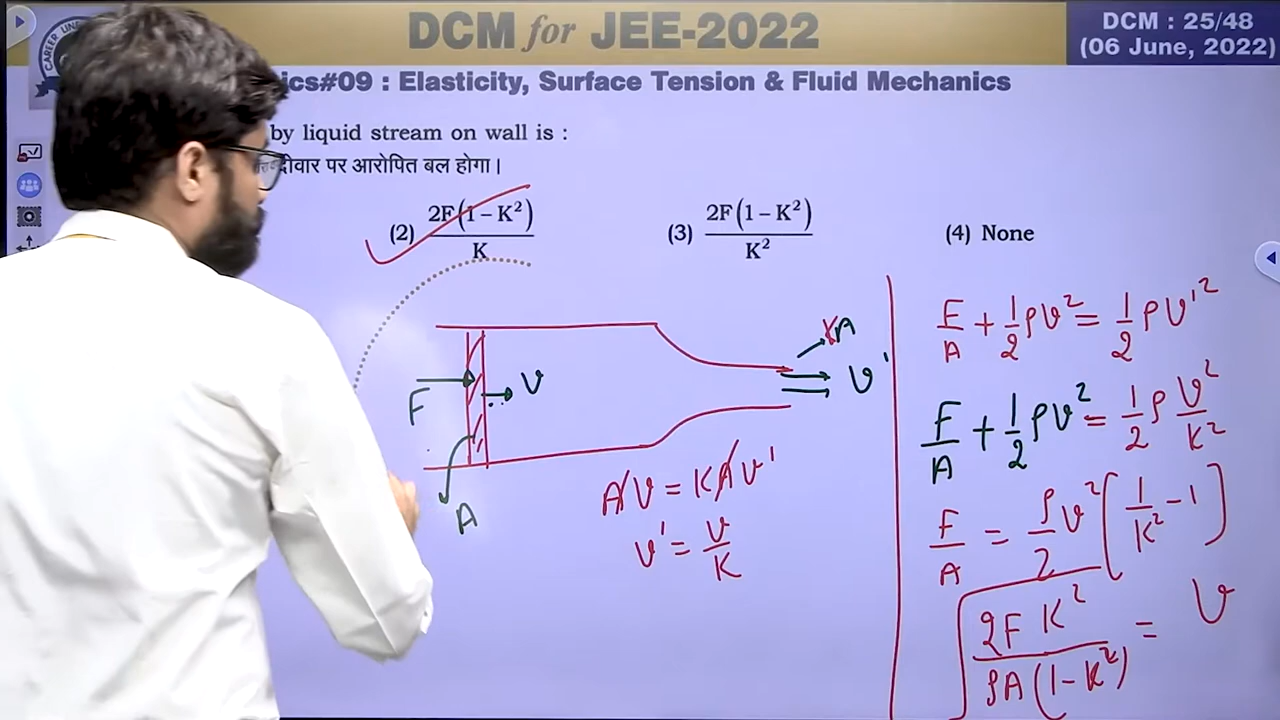 DCM for JEE-2022
DCM : 25/48
(06 June, 2022)
CAREER
ics#09 : Elasticity, Surface Tension & Fluid Mechanics
by liquid stream on wall is :
दीवार पर आरोपित बल होगा।
(2) 2F(1 – K²)/K
(3) 2F(1 – K²)/K²
(4) None
F
v
A
A
v'
Av = KAv'
v' = v/K
F/A + 1/2 ρv² = 1/2 ρv'²
F/A + 1/2 ρv² = 1/2 ρ v²/K²
F/A = ρv²/2 [1/K² - 1]
√(2F K²/ρA(1-K²)) = v